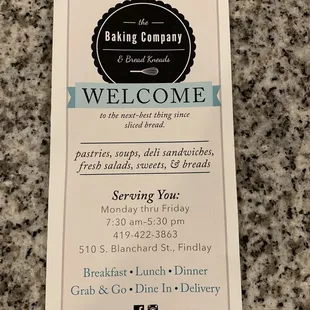 the
Baking Company
& Bread Kneads
WELCOME
to the next-best thing since
sliced bread.
pastries, soups, deli sandwiches,
fresh salads, sweets, & breads
Serving You:
Monday thru Friday
7:30 am-5:30 pm
419-422-3863
510 S. Blanchard St., Findlay
Breakfast • Lunch • Dinner
Grab & Go • Dine In • Delivery